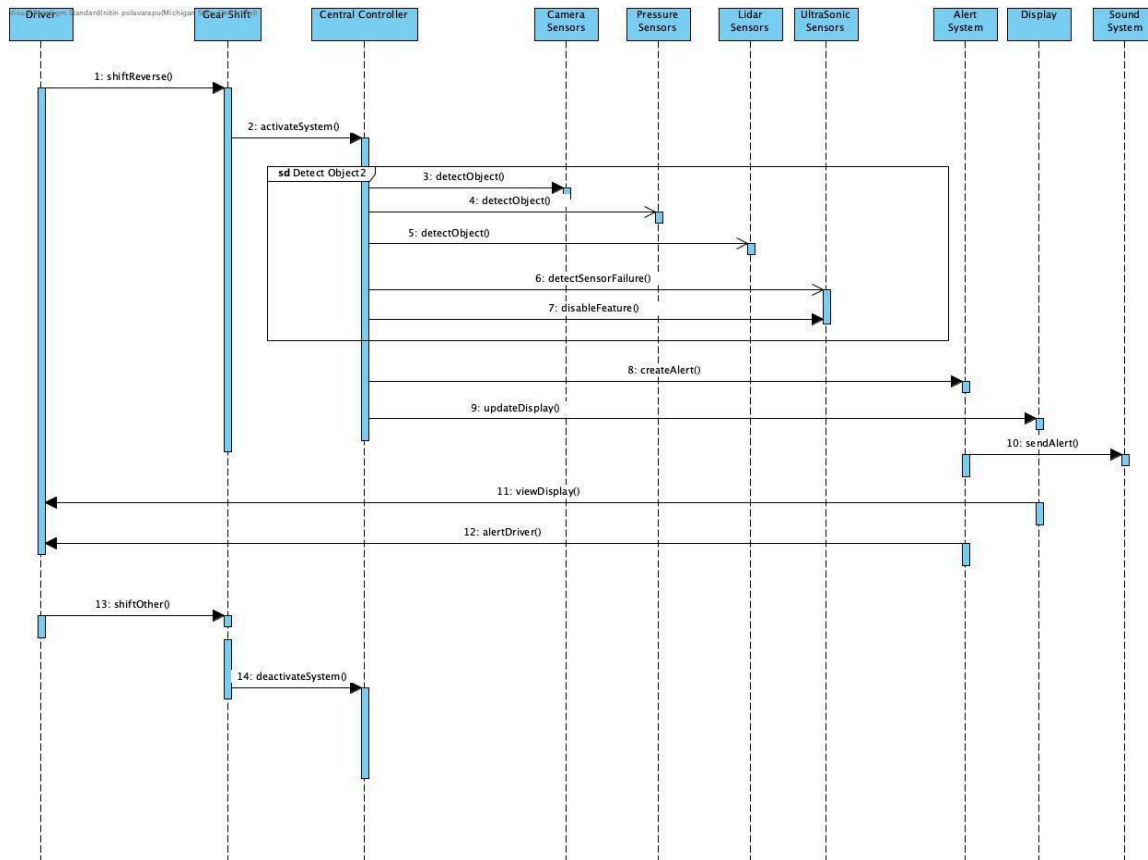 Driver
Gear Shift
Central Controller
Camera
Sensors
Pressure
Sensors
Lidar
Sensors
UltraSonic
Sensors
Alert
System
Display
Sound
System
1: shiftReverse()
2: activateSystem()
sd Detect Object2
3: detectObject()
4: detectObject()
5: detectObject()
6: detectSensorFailure()
7: disableFeature()
8: createAlert()
9: updateDisplay()
10: sendAlert()
11: viewDisplay()
12: alertDriver()
13: shiftOther()
14: deactivateSystem()